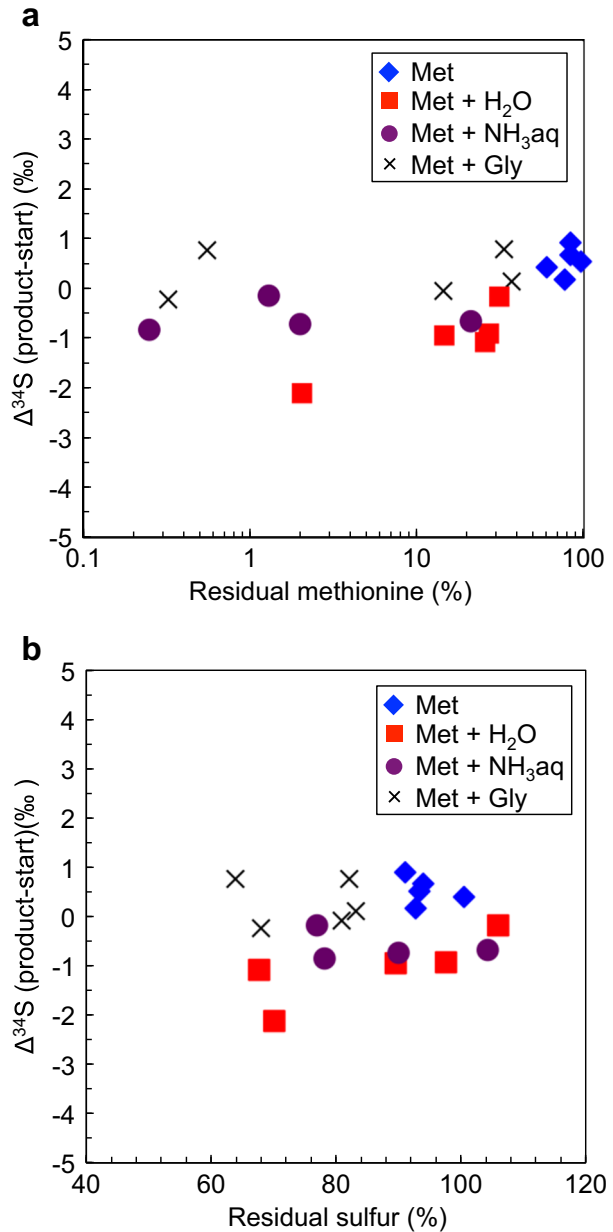 a
5
4
3
2
1
0
-1
-2
-3
-4
-5
Δ³⁴S (product-start) (‰)
Met
Met + H₂O
Met + NH₃aq
Met + Gly
0.1 1 10 100
Residual methionine (%)
b
5
4
3
2
1
0
-1
-2
-3
-4
-5
Δ³⁴S (product-start)(‰ )
Met
Met + H₂O
Met + NH₃aq
Met + Gly
40 60 80 100 120
Residual sulfur (%)